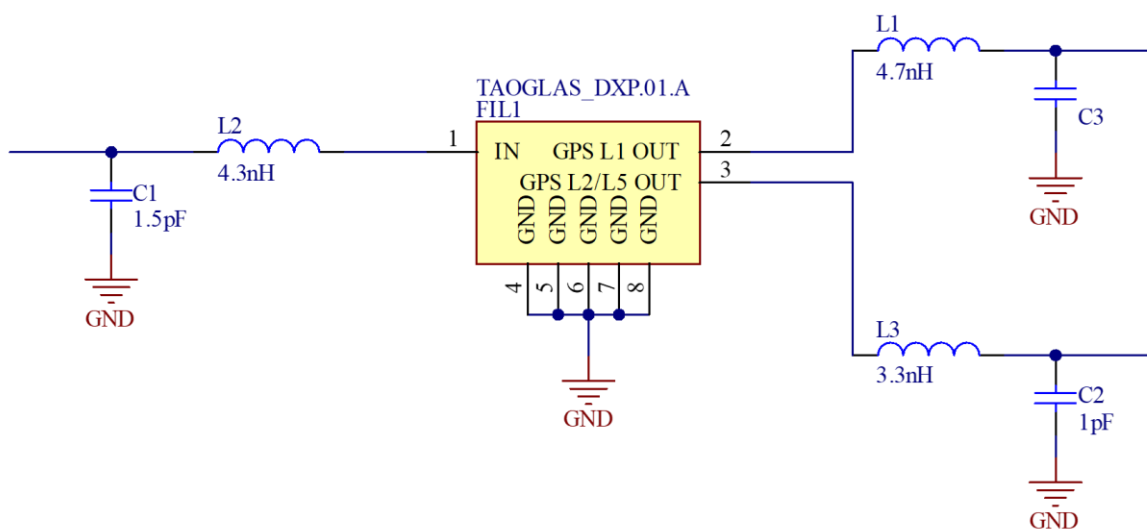 L1
4.7nH
C3
GND
TAOGLAS_DXP.01.A
FIL1
L2
4.3nH
1
IN
GPS L1 OUT
2
GPS L2/L5 OUT
3
GND
GND
GND
GND
GND
4
5
6
7
8
GND
C1
1.5pF
GND
L3
3.3nH
C2
1pF
GND